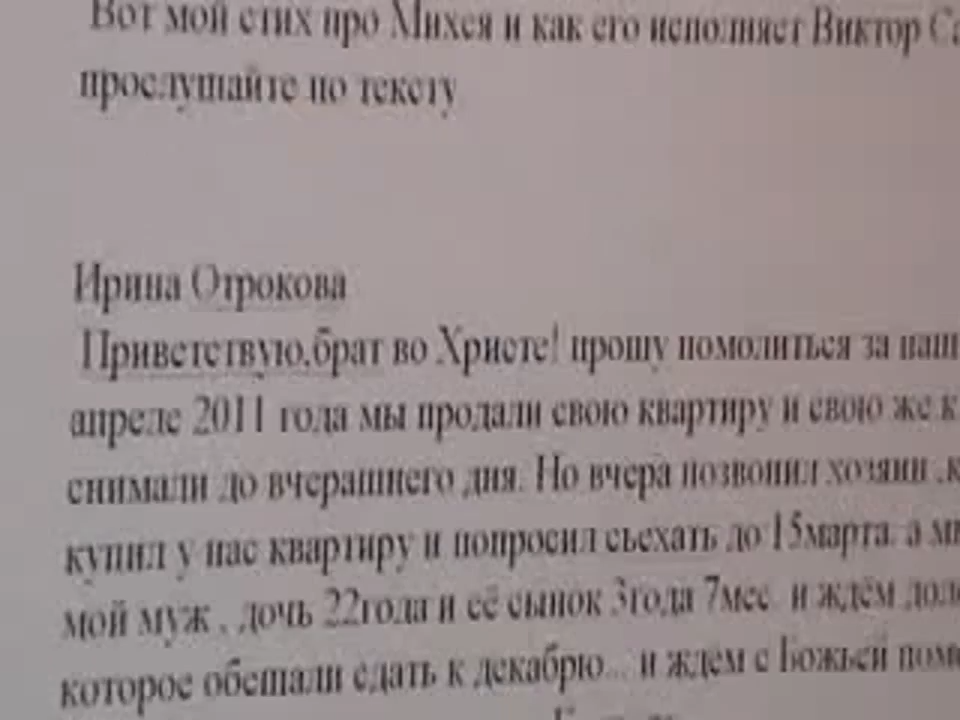 Вот мой стих про Михея и как его исполняет Виктор
прослушайте по тексту
Ирина Отрокова
Приветствую,брат во Христе! прошу помолиться за наш
апреле 2011 года мы продали свою квартиру и свою же к
снимали до вчерашнего дня. Но вчера позвонил хозяин ,к
купил у нас квартиру и попросил сьехать до 15марта. а
мой муж , дочь 22года и её сынок 3года 7мес. и ждём
которое обещали сдать к декабрю... и ждем с Божьей